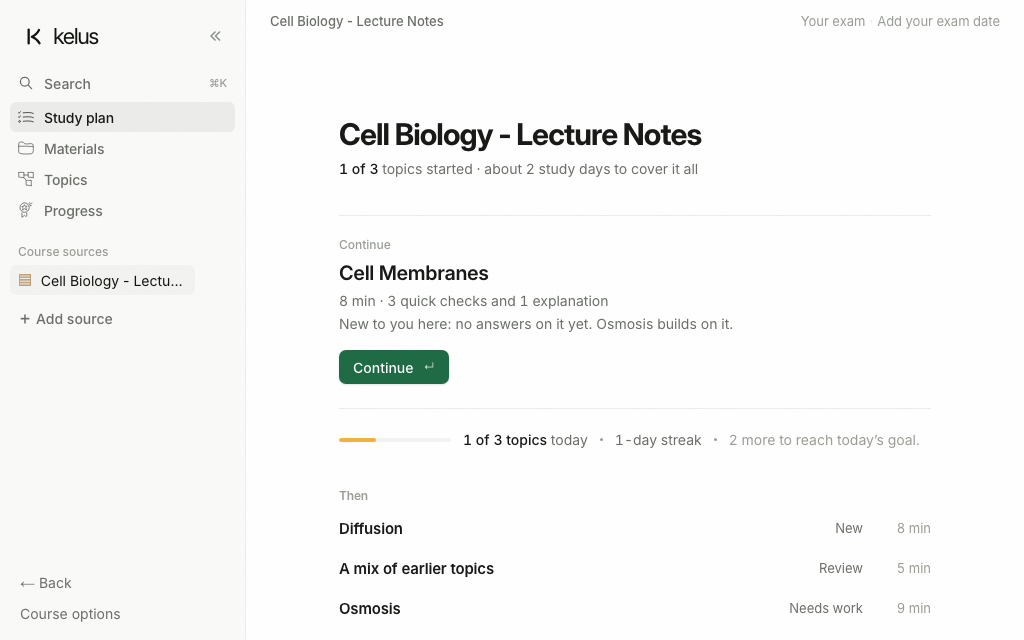 kelus
Search ⌘K
Study plan
Materials
Topics
Progress
Course sources
Cell Biology - Lectu...
+ Add source
← Back
Course options
Cell Biology - Lecture Notes
Your exam · Add your exam date
Cell Biology - Lecture Notes
1 of 3 topics started · about 2 study days to cover it all
Continue
Cell Membranes
8 min · 3 quick checks and 1 explanation
New to you here: no answers on it yet. Osmosis builds on it.
Continue ↵
1 of 3 topics today • 1-day streak • 2 more to reach today’s goal.
Then
Diffusion New 8 min
A mix of earlier topics Review 5 min
Osmosis Needs work 9 min